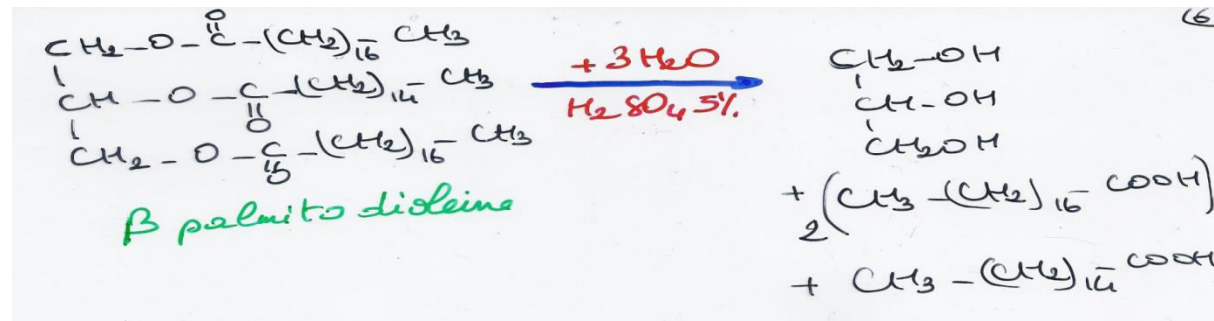 (6
CH2-O-C-(CH2)16-CH3
O
CH-O-C-(CH2)14-CH3
O
CH2-O-C-(CH2)16-CH3
O
β palmito dioleine
+3H2O
H2SO4 5%.
CH2-OH
CH-OH
CH2OH
+ 2(CH3-(CH2)16-COOH)
+ CH3-(CH2)14-COOH